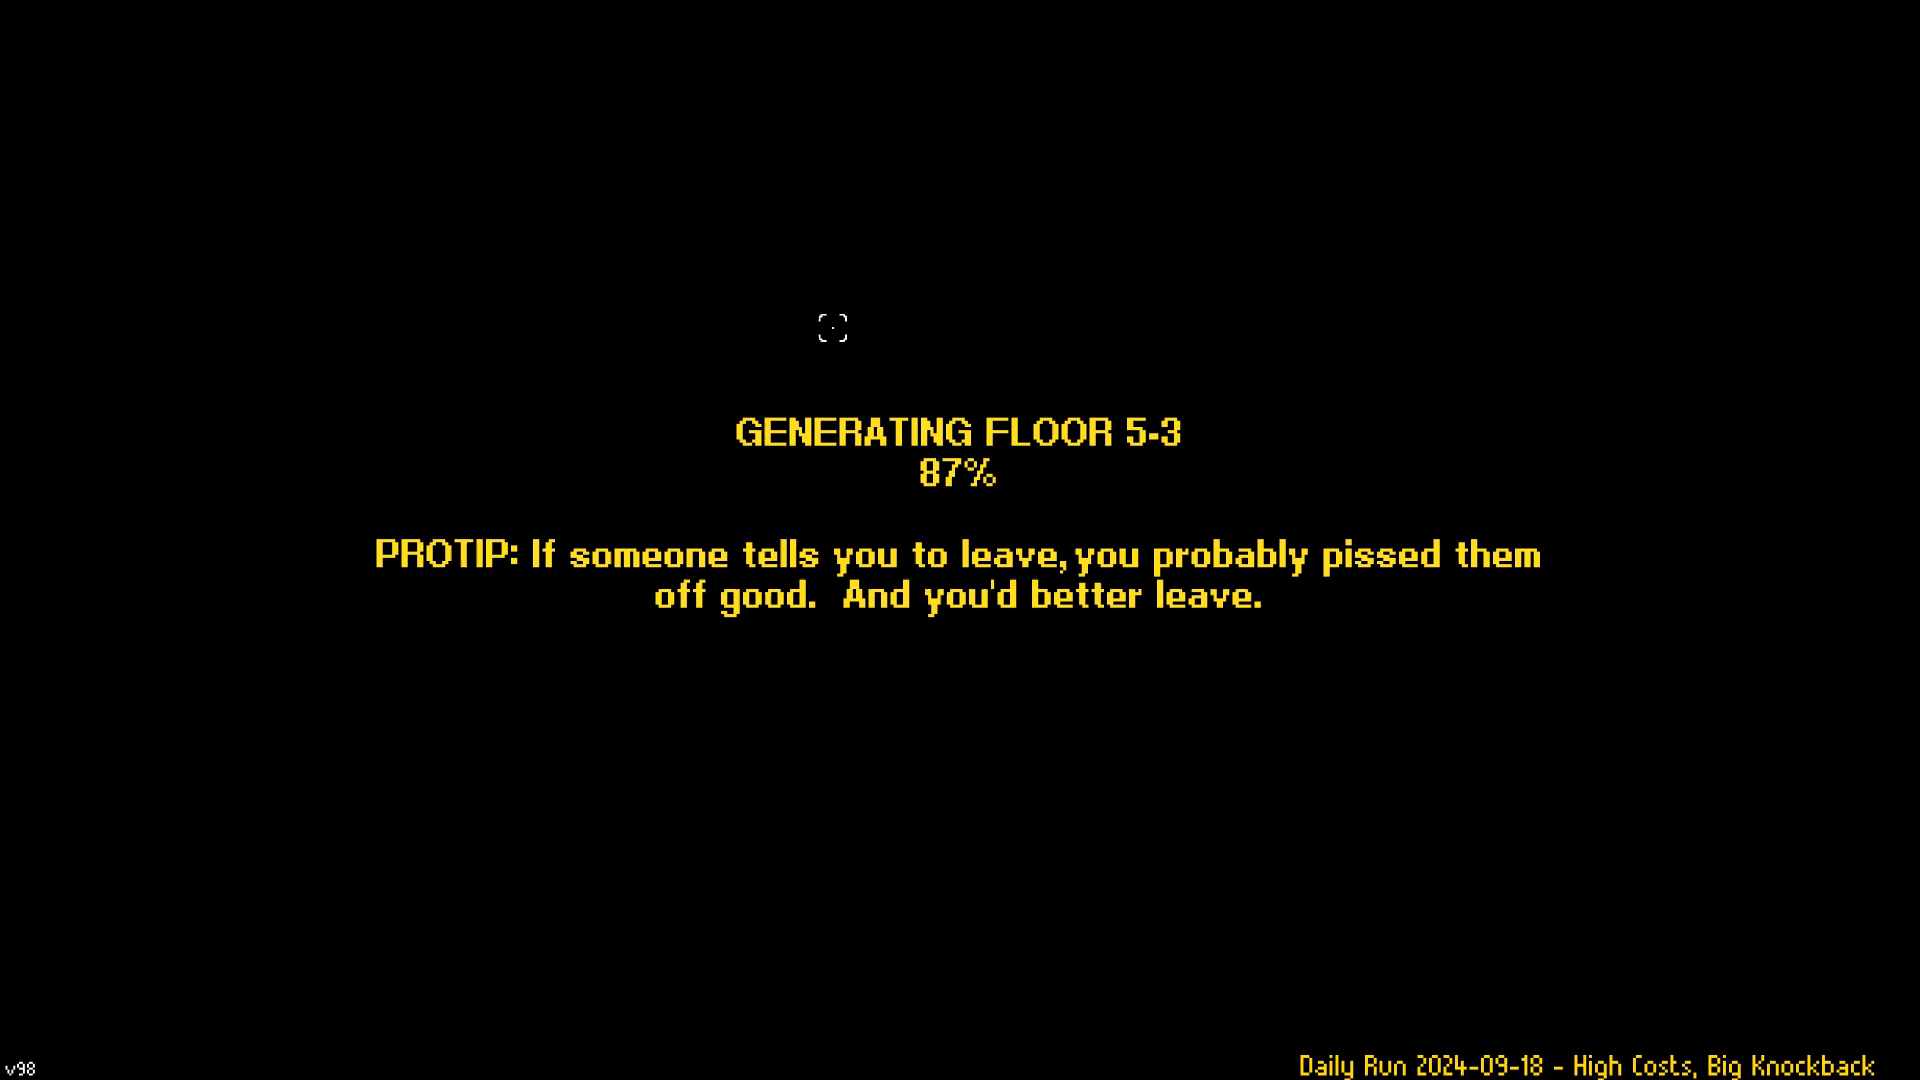 GENERATING FLOOR 5-3
87%
PROTIP: If someone tells you to leave, you probably pissed them
off good.  And you'd better leave.
v98
Daily Run 2024-09-18 - High Costs, Big Knockback